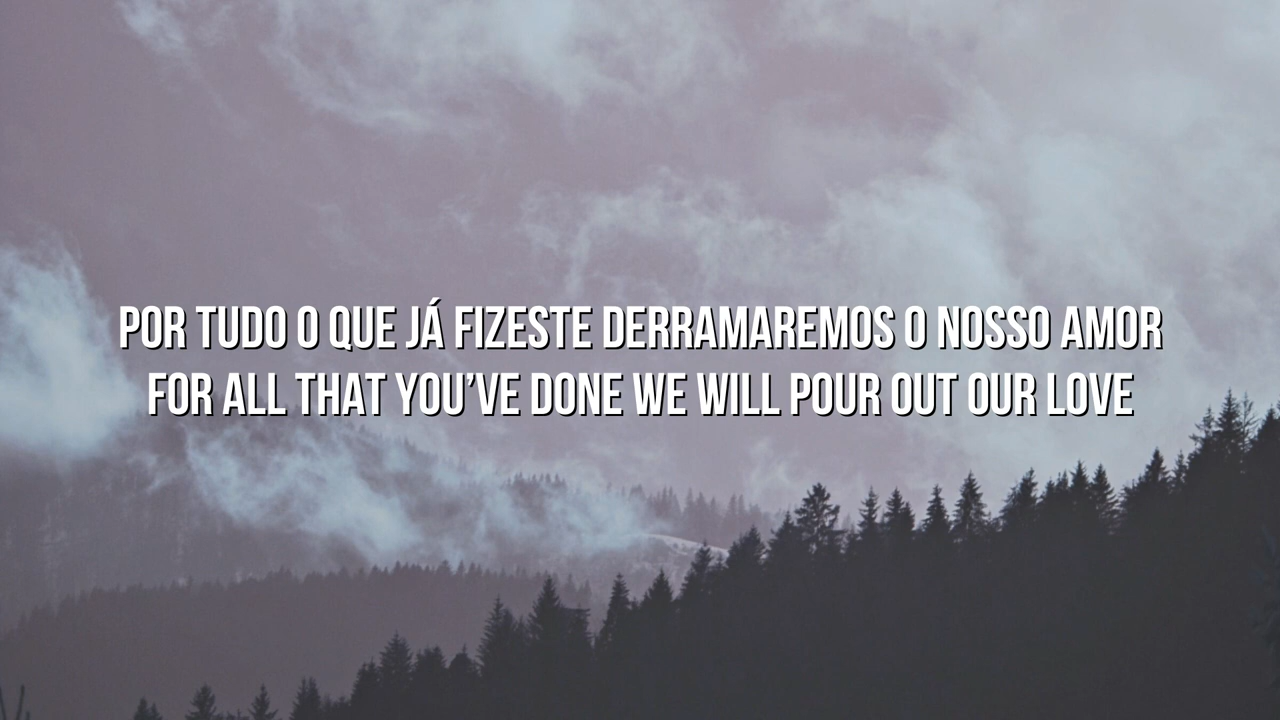 POR TUDO O QUE JÁ FIZESTE DERRAMAREMOS O NOSSO AMOR
FOR ALL THAT YOU’VE DONE WE WILL POUR OUT OUR LOVE